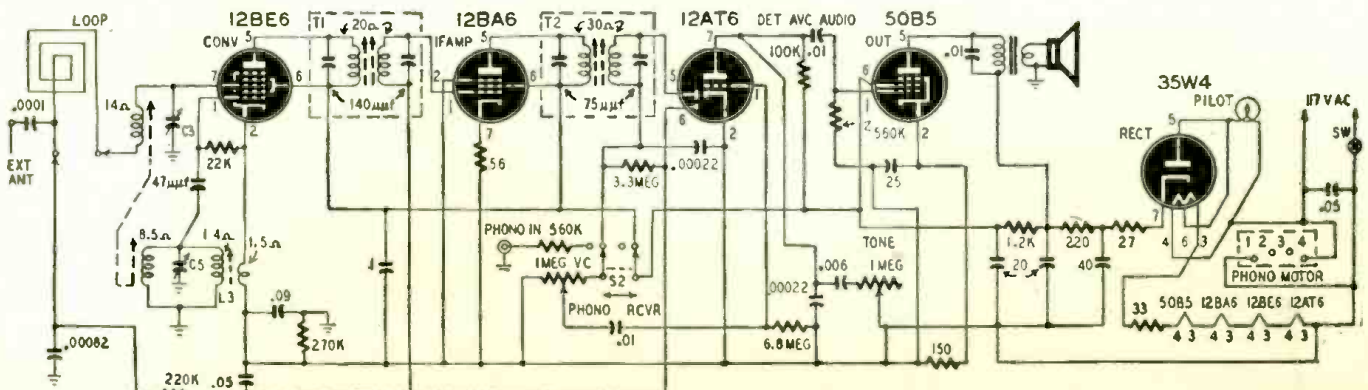 LOOP
.0001
EXT
ANT
14Ω
C3
12BE6
CONV
5
7
6
1
2
22K
47μμf
8.5Ω
C5
1.4Ω
L3
1.5Ω
.00082
220K
.05
.09
270K
T1
20Ω
140μμf
12BA6
IF AMP
5
2
6
1
7
56
T2
30Ω
75μμf
12AT6
7
5
6
1
2
DET AVC AUDIO
.01
100K
3.3MEG
.00022
PHONO IN 560K
1MEG VC
S2
PHONO RCVR
.01
.00022
6.8MEG
.006
TONE
1MEG
50B5
OUT
5
7
6
1
2
560K
25
150
.01
1.2K
220
27
20
40
35W4
PILOT
RECT
5
7
4 6 3
117 VAC
SW
.05
1 2 3 4
PHONO MOTOR
33
50B5 12BA6 12BE6 12AT6
4 3 4 3 4 3 4 3